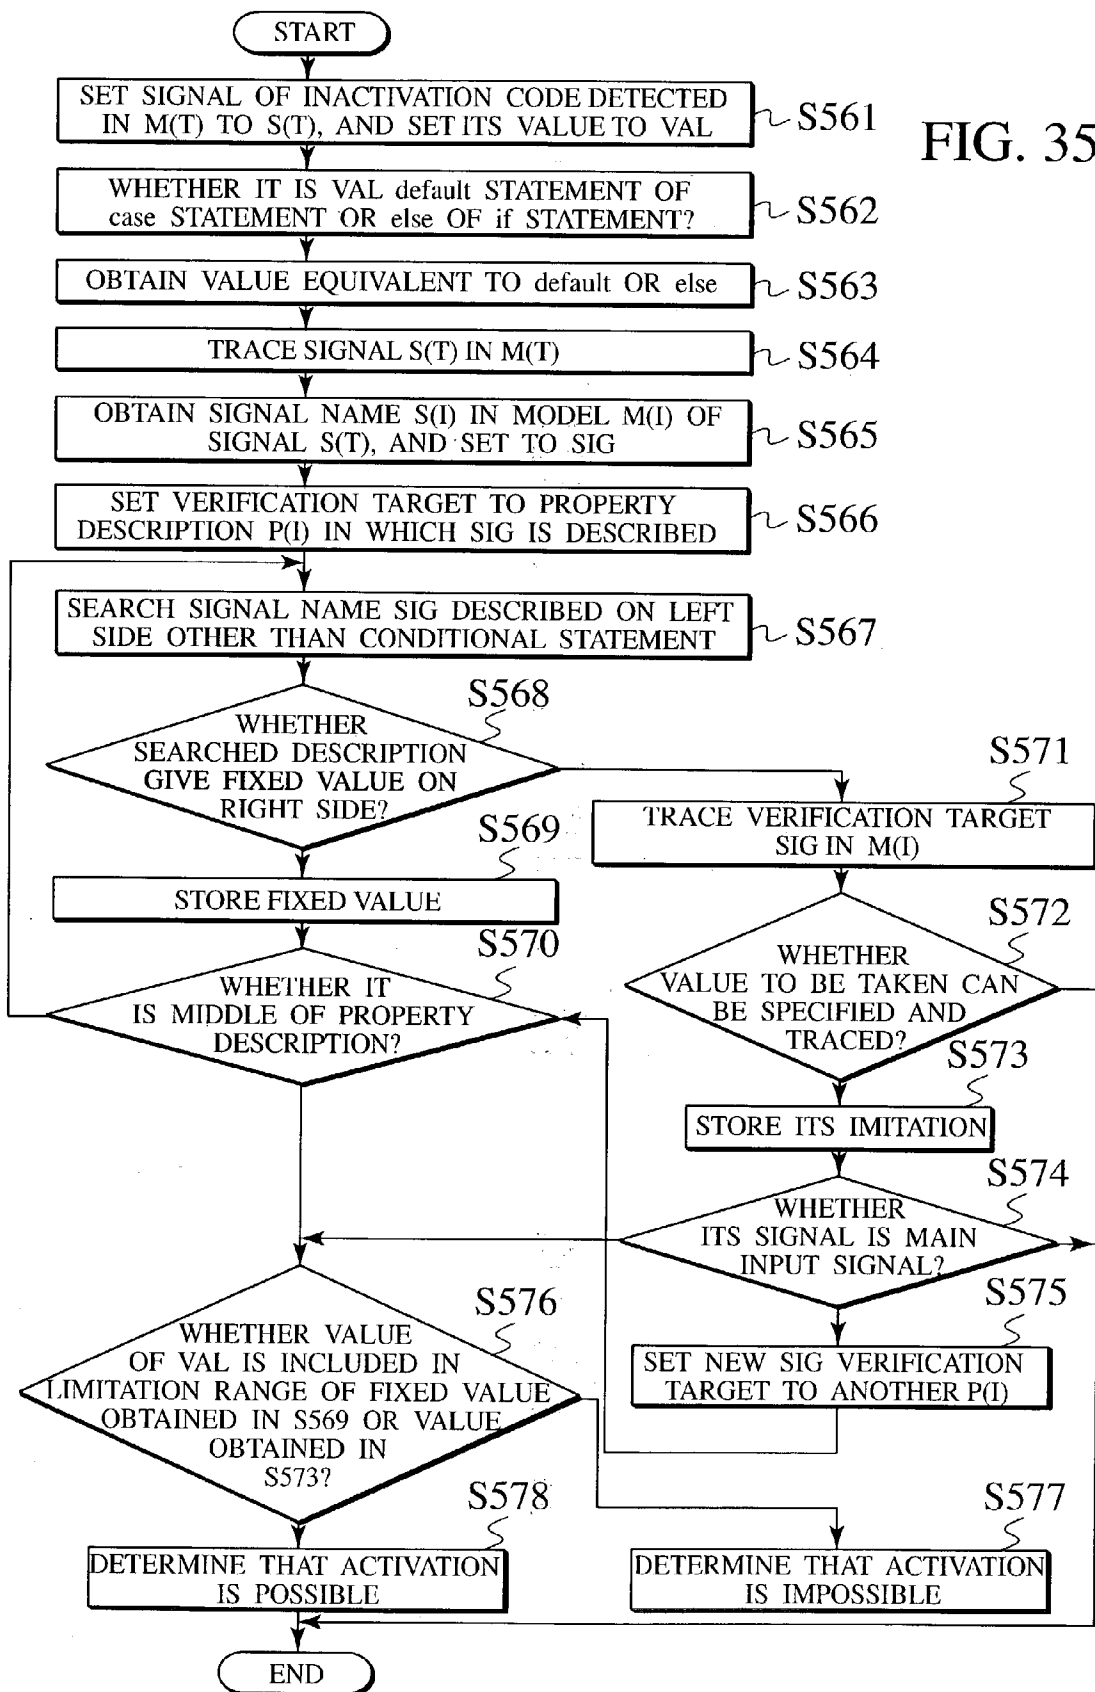 START
SET SIGNAL OF INACTIVATION CODE DETECTED
IN M(T) TO S(T), AND SET ITS VALUE TO VAL
S561
FIG. 35
WHETHER IT IS VAL default STATEMENT OF
case STATEMENT OR else OF if STATEMENT?
S562
OBTAIN VALUE EQUIVALENT TO default OR else
S563
TRACE SIGNAL S(T) IN M(T)
S564
OBTAIN SIGNAL NAME S(I) IN MODEL M(I) OF
SIGNAL S(T), AND SET TO SIG
S565
SET VERIFICATION TARGET TO PROPERTY
DESCRIPTION P(I) IN WHICH SIG IS DESCRIBED
S566
SEARCH SIGNAL NAME SIG DESCRIBED ON LEFT
SIDE OTHER THAN CONDITIONAL STATEMENT
S567
S568
WHETHER
SEARCHED DESCRIPTION
GIVE FIXED VALUE ON
RIGHT SIDE?
S571
TRACE VERIFICATION TARGET
SIG IN M(I)
S569
STORE FIXED VALUE
S572
WHETHER
VALUE TO BE TAKEN CAN
BE SPECIFIED AND
TRACED?
S570
WHETHER IT
IS MIDDLE OF PROPERTY
DESCRIPTION?
S573
STORE ITS IMITATION
S574
WHETHER
ITS SIGNAL IS MAIN
INPUT SIGNAL?
S575
SET NEW SIG VERIFICATION
TARGET TO ANOTHER P(I)
S576
WHETHER VALUE
OF VAL IS INCLUDED IN
LIMITATION RANGE OF FIXED VALUE
OBTAINED IN S569 OR VALUE
OBTAINED IN
S573?
S578
DETERMINE THAT ACTIVATION
IS POSSIBLE
S577
DETERMINE THAT ACTIVATION
IS IMPOSSIBLE
END